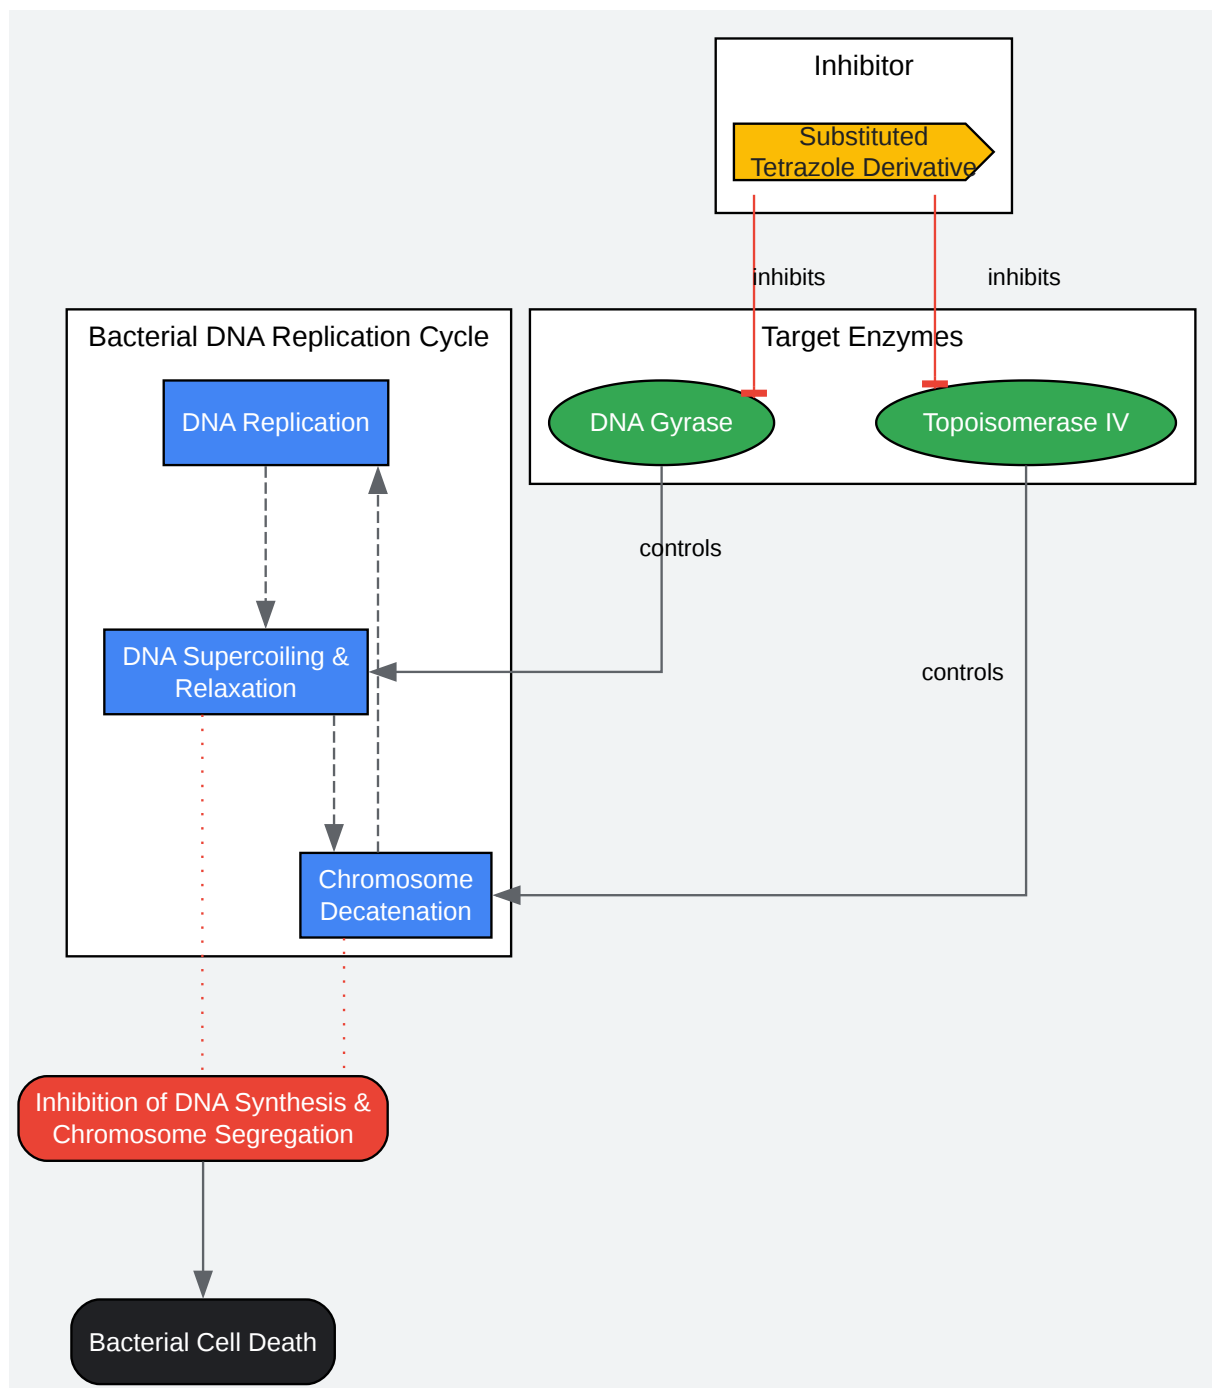 Inhibitor
Substituted
Tetrazole Derivative
inhibits
inhibits
Bacterial DNA Replication Cycle
Target Enzymes
DNA Replication
DNA Gyrase
Topoisomerase IV
controls
DNA Supercoiling &
Relaxation
controls
Chromosome
Decatenation
Inhibition of DNA Synthesis &
Chromosome Segregation
Bacterial Cell Death